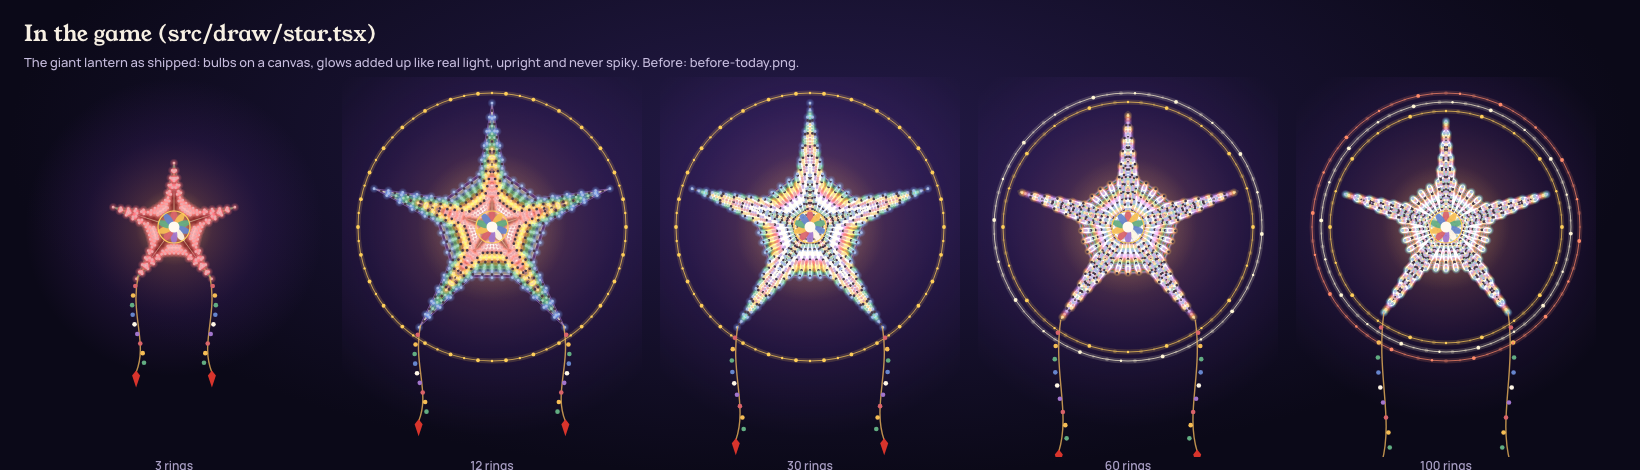 In the game (src/draw/star.tsx)
The giant lantern as shipped: bulbs on a canvas, glows added up like real light, upright and never spiky. Before: before-today.png.
3 rings
12 rings
30 rings
60 rings
100 rings